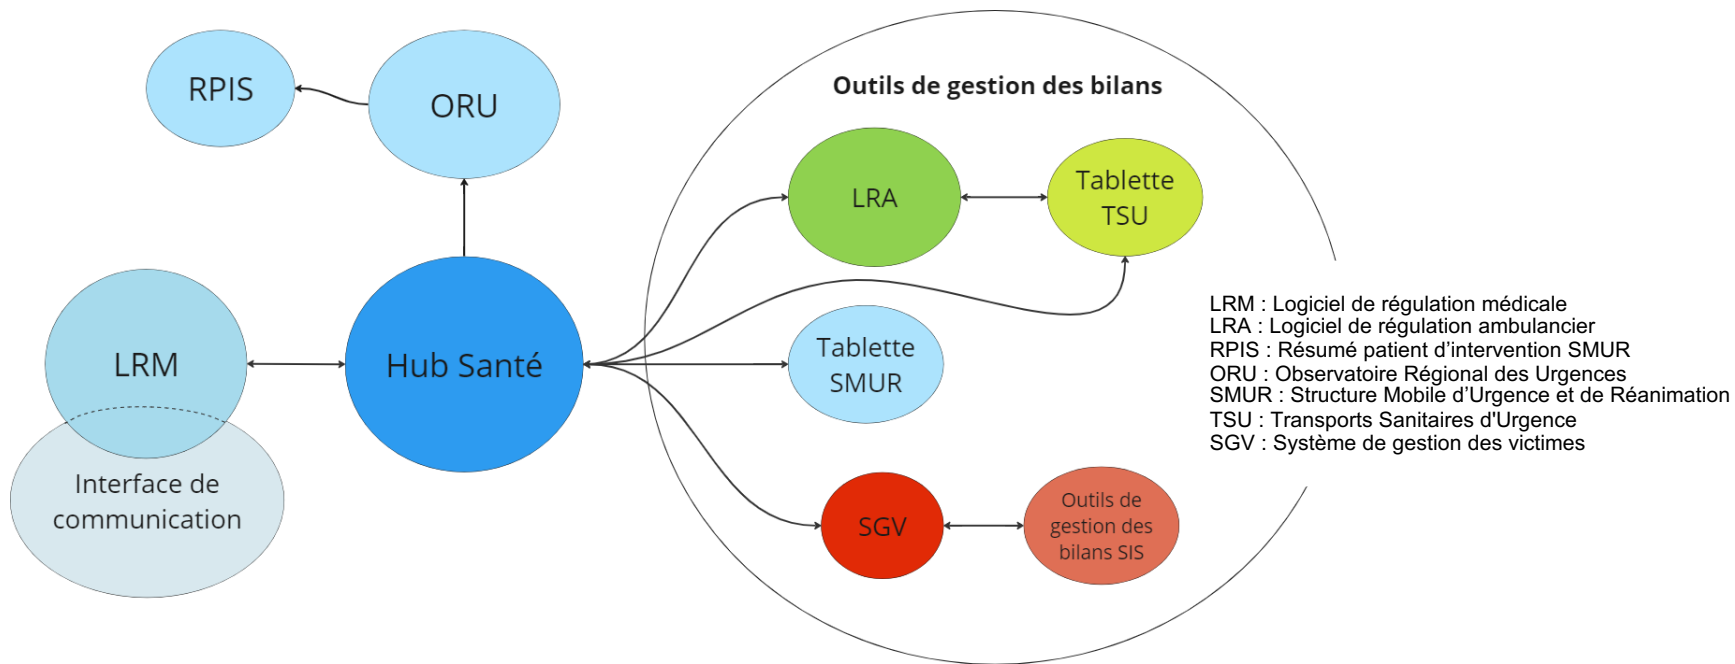 RPIS
ORU
Outils de gestion des bilans
LRA
Tablette
TSU
LRM
Hub Santé
Tablette
SMUR
Interface de
communication
SGV
Outils de
gestion des
bilans SIS
LRM : Logiciel de régulation médicale
LRA : Logiciel de régulation ambulancier
RPIS : Résumé patient d’intervention SMUR
ORU : Observatoire Régional des Urgences
SMUR : Structure Mobile d’Urgence et de Réanimation
TSU : Transports Sanitaires d'Urgence
SGV : Système de gestion des victimes